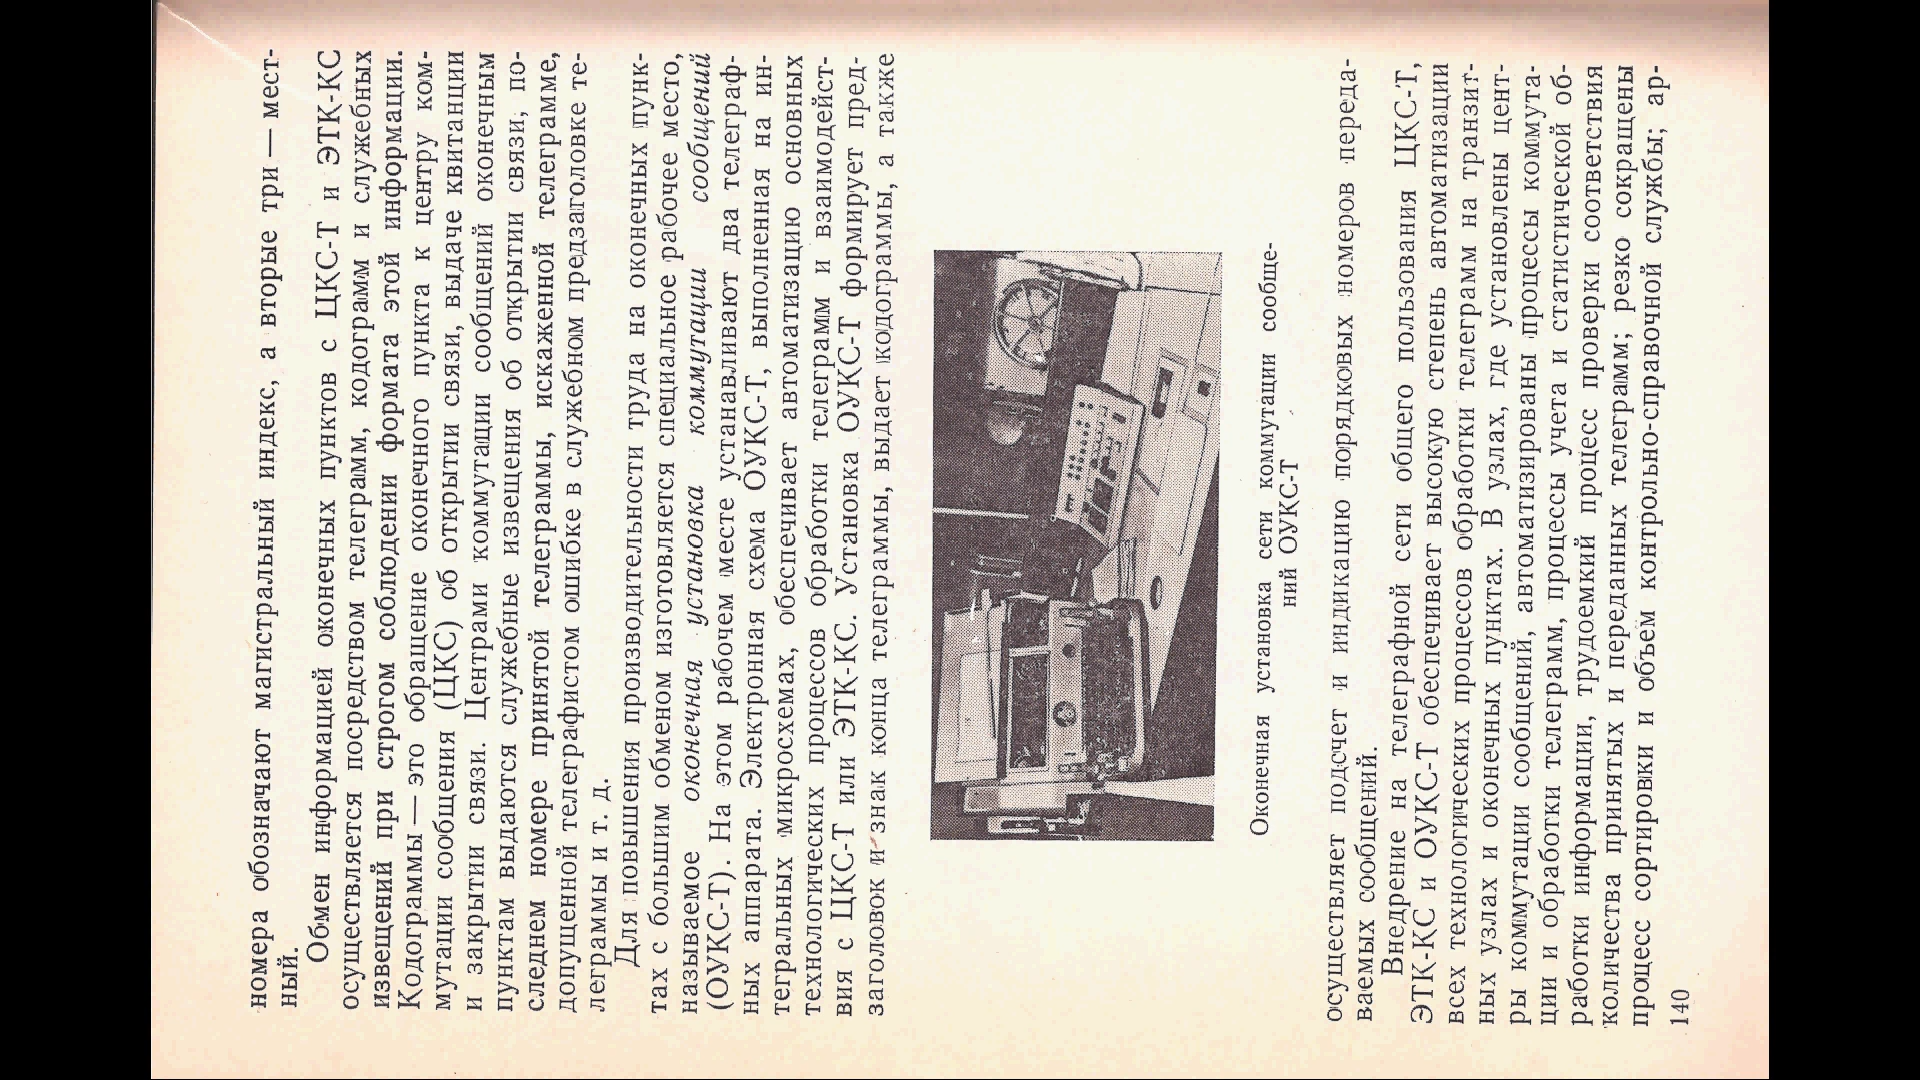 номера обозначают магистральный индекс, а вторые три — мест-
ный.
Обмен информацией оконечных пунктов с ЦКС-Т и ЭТК-КС
осуществляется посредством телеграмм, кодограмм и служебных
извещений при строгом соблюдении формата этой информации.
Кодограммы — это обращение оконечного пункта к центру ком-
мутации сообщения (ЦКС) об открытии связи, выдаче квитанции
и закрытии связи. Центрами коммутации сообщений оконечным
пунктам выдаются служебные извещения об открытии связи, по-
следнем номере принятой телеграммы, искаженной телеграмме,
допущенной телеграфистом ошибке в служебном предзаголовке те-
леграммы и т. д.
Для повышения производительности труда на оконечных пунк-
тах с большим обменом изготовляется специальное рабочее место,
называемое оконечная установка коммутации сообщений
(ОУКС-Т). На этом рабочем месте устанавливают два телеграф-
ных аппарата. Электронная схема ОУКС-Т, выполненная на ин-
тегральных микросхемах, обеспечивает автоматизацию основных
технологических процессов обработки телеграмм и взаимодейст-
вия с ЦКС-Т или ЭТК-КС. Установка ОУКС-Т формирует пред-
заголовок и знак конца телеграммы, выдает кодограммы, а также
Оконечная установка сети коммутации сообще-
ний ОУКС-Т
осуществляет подсчет и индикацию порядковых номеров переда-
ваемых сообщений.
Внедрение на телеграфной сети общего пользования ЦКС-Т,
ЭТК-КС и ОУКС-Т обеспечивает высокую степень автоматизации
всех технологических процессов обработки телеграмм на транзит-
ных узлах и оконечных пунктах. В узлах, где установлены цент-
ры коммутации сообщений, автоматизированы процессы коммута-
ции и обработки телеграмм, процессы учета и статистической об-
работки информации, трудоемкий процесс проверки соответствия
количества принятых и переданных телеграмм; резко сокращены
процесс сортировки и объем контрольно-справочной службы; ар-
140